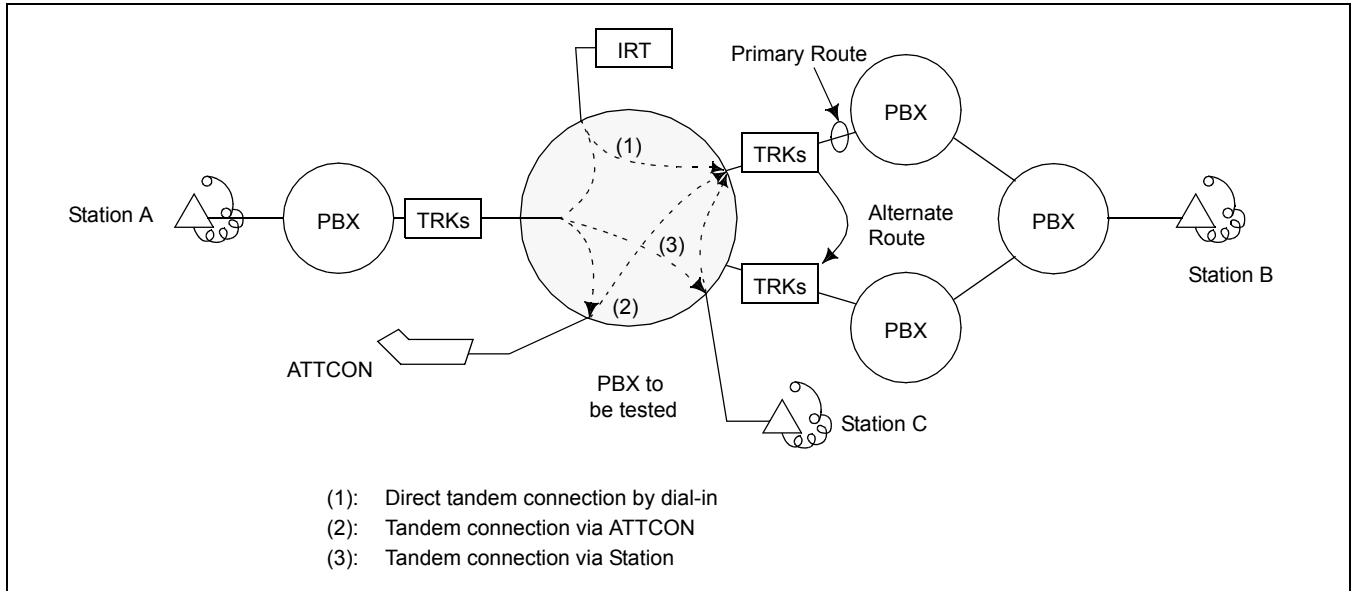 IRT
Primary Route
PBX
(1)
TRKs
Station A
PBX
TRKs
(3)
Alternate
Route
PBX
Station B
TRKs
(2)
PBX
ATTCON
PBX to
be tested
Station C
(1): Direct tandem connection by dial-in
(2): Tandem connection via ATTCON
(3): Tandem connection via Station